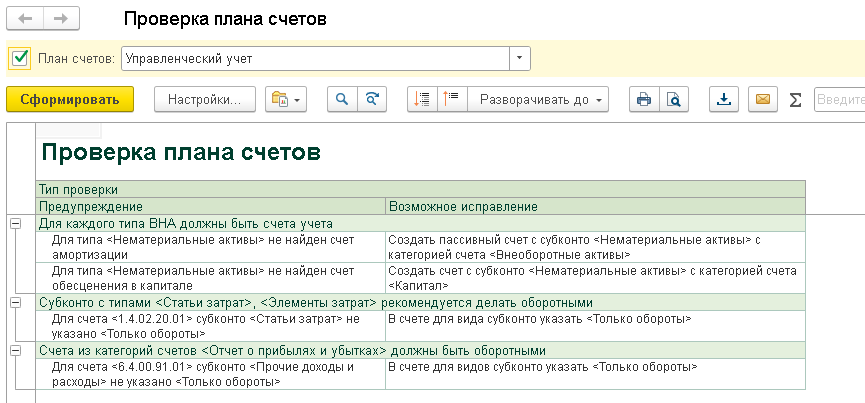 Проверка плана счетов
План счетов: Управленческий учет
Сформировать Настройки... Разворачивать до Σ Введите
Проверка плана счетов
Тип проверки
Предупреждение Возможное исправление
Для каждого типа ВНА должны быть счета учета
Для типа <Нематериальные активы> не найден счет Создать пассивный счет с субконто <Нематериальные активы> с
амортизации категорией счета <Внеоборотные активы>
Для типа <Нематериальные активы> не найден счет Создать счет с субконто <Нематериальные активы> с категорией счета
обесценения в капитале <Капитал>
Субконто с типами <Статьи затрат>, <Элементы затрат> рекомендуется делать оборотными
Для счета <1.4.02.20.01> субконто <Статьи затрат> не В счете для вида субконто указать <Только обороты>
указано <Только обороты>
Счета из категорий счетов <Отчет о прибылях и убытках> должны быть оборотными
Для счета <6.4.00.91.01> субконто <Прочие доходы и В счете для видов субконто указать <Только обороты>
расходы> не указано <Только обороты>